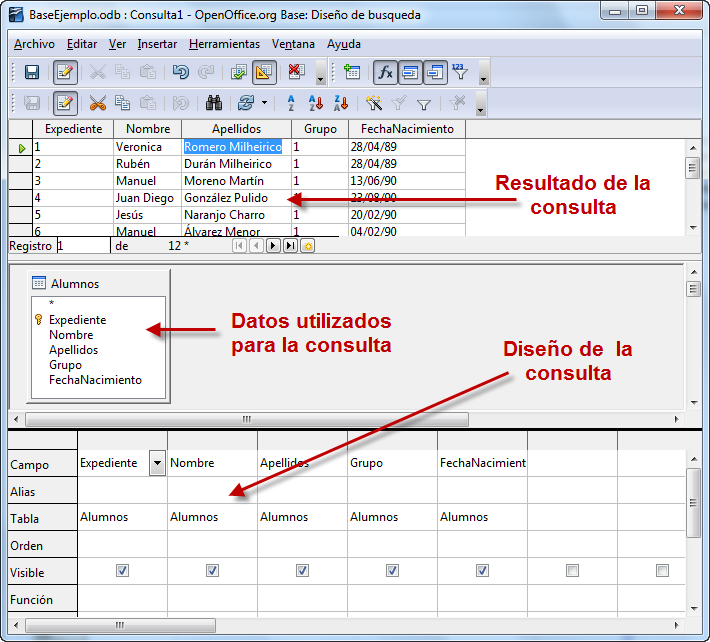 BaseEjemplo.odb : Consulta1 - OpenOffice.org Base: Diseño de busqueda
Archivo Editar Ver Insertar Herramientas Ventana Ayuda
Expediente Nombre Apellidos Grupo FechaNacimiento
1 Veronica Romero Milheirico 1 28/04/89
2 Rubén Durán Milheirico 1 28/04/89
3 Manuel Moreno Martín 1 13/06/90
4 Juan Diego González Pulido 1 23/08/90
5 Jesús Naranjo Charro 1 20/02/90
6 Manuel Álvarez Menor 1 04/02/90
Resultado de la
consulta
Registro 1 de 12 *
Alumnos
*
Expediente
Nombre
Apellidos
Grupo
FechaNacimiento
Datos utilizados
para la consulta
Diseño de la
consulta
Campo Expediente Nombre Apellidos Grupo FechaNacimient
Alias
Tabla Alumnos Alumnos Alumnos Alumnos Alumnos
Orden
Visible
Función